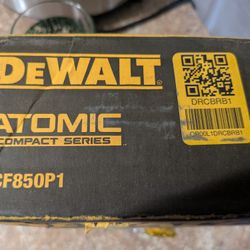 DEWALT
DRCBRB1
ATOMIC
COMPACT SERIES
CF850P1